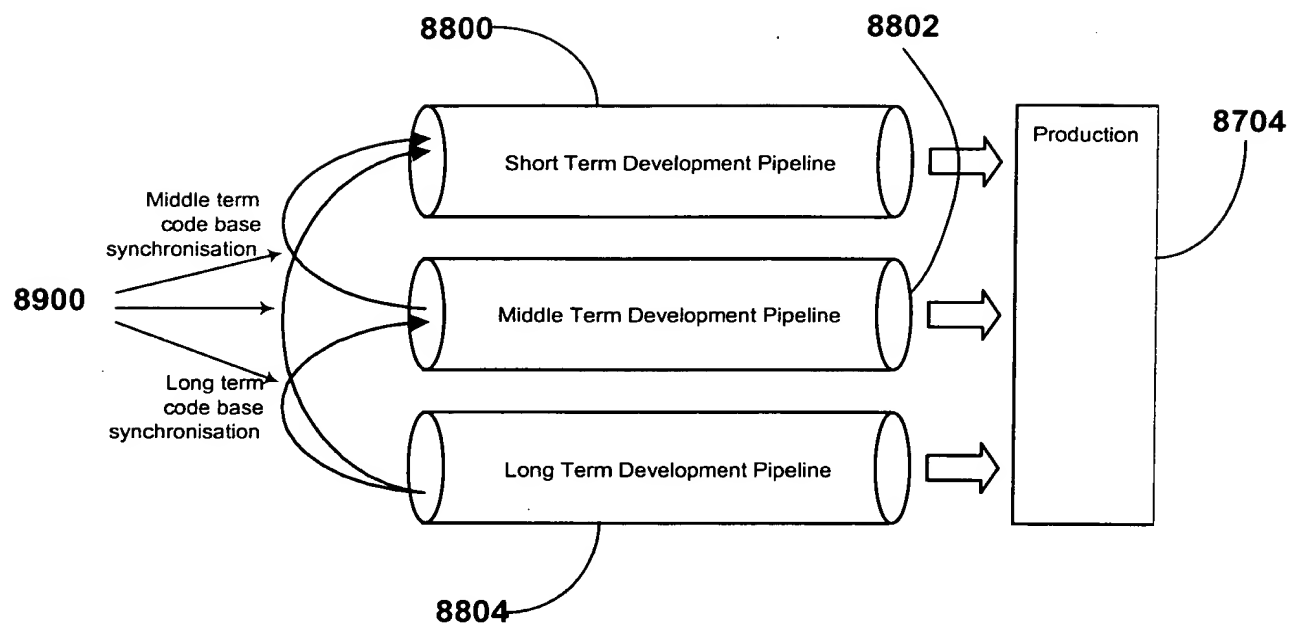 8800
8802
8704
Production
Short Term Development Pipeline
Middle term
code base
synchronisation
8900
Middle Term Development Pipeline
Long term
code base
synchronisation
Long Term Development Pipeline
8804